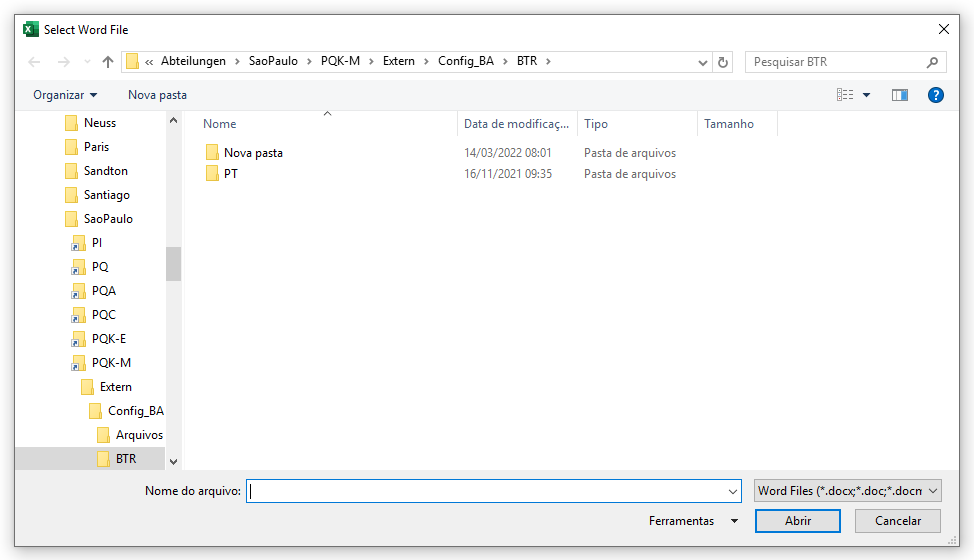 Select Word File
« Abteilungen > SaoPaulo > PQK-M > Extern > Config_BA > BTR >
Pesquisar BTR
Organizar
Nova pasta
Neuss
Paris
Sandton
Santiago
SaoPaulo
PI
PQ
PQA
PQC
PQK-E
PQK-M
Extern
Config_BA
Arquivos
BTR
Nome Data de modificaç... Tipo Tamanho
Nova pasta 14/03/2022 08:01 Pasta de arquivos
PT 16/11/2021 09:35 Pasta de arquivos
Nome do arquivo:
Word Files (*.docx;*.doc;*.docn
Ferramentas
Abrir
Cancelar